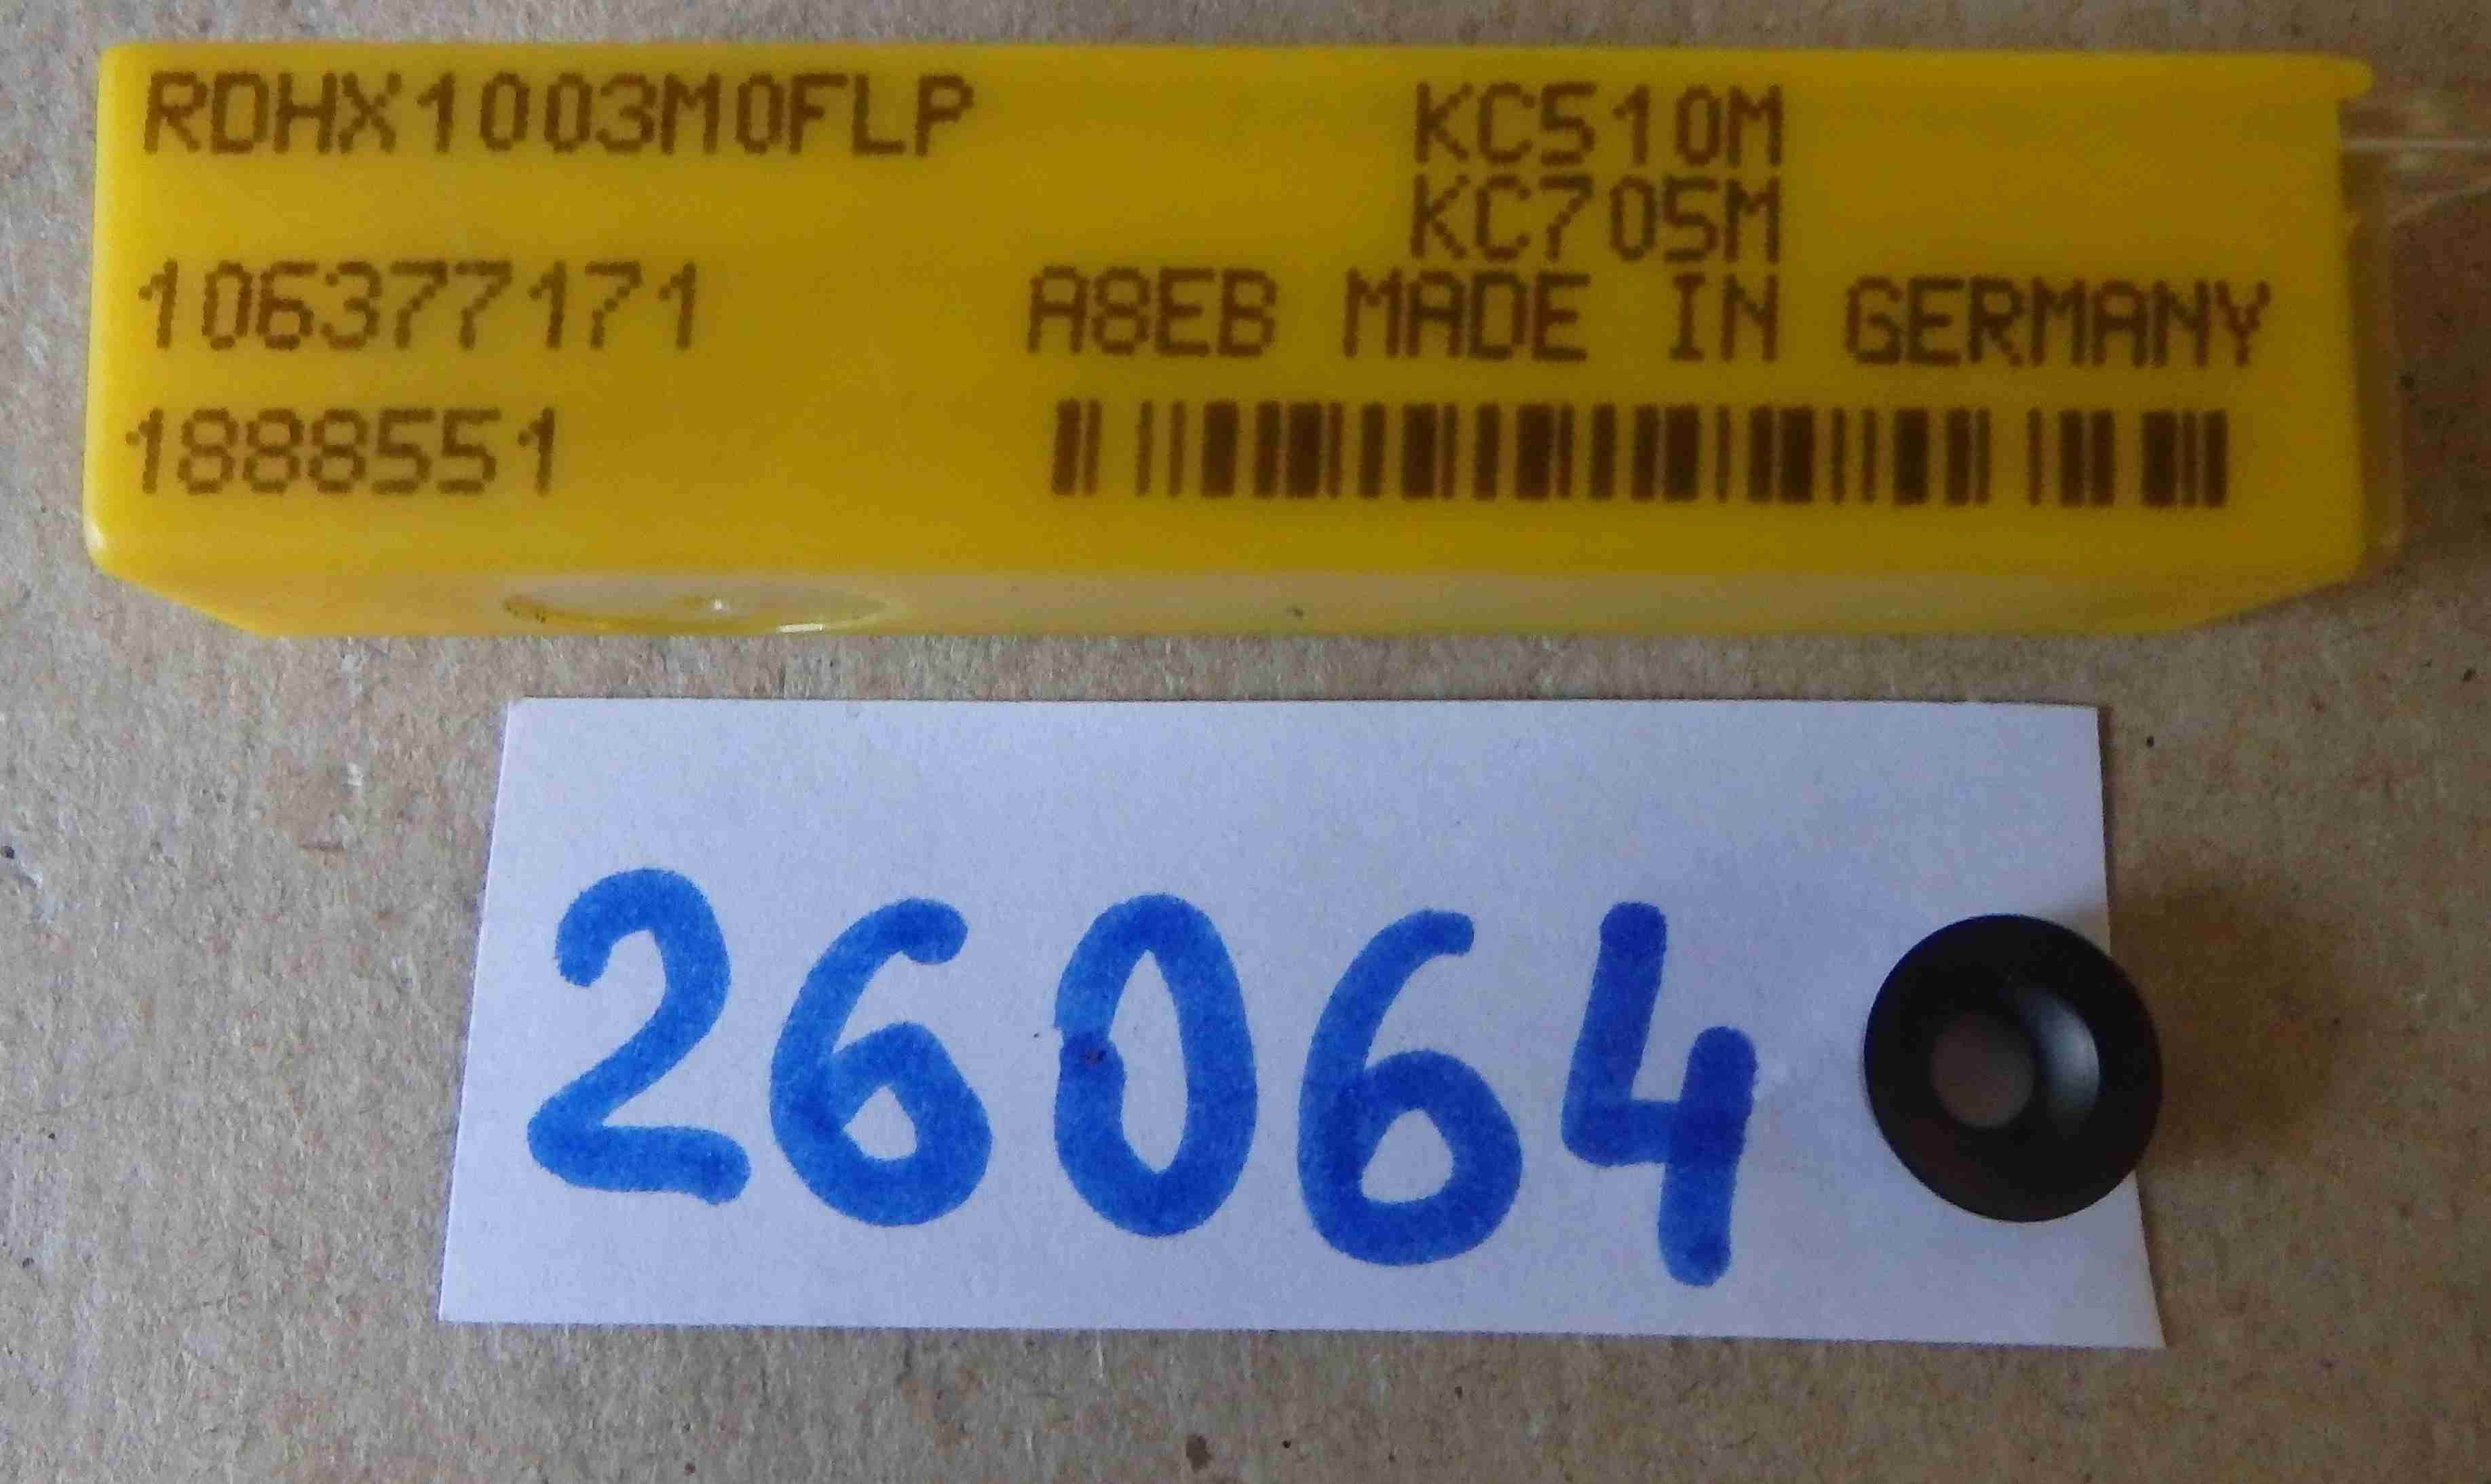 RDHX1003M0FLP
KC510M
KC705M
106377171
A8EB MADE IN GERMANY
1888551
26064